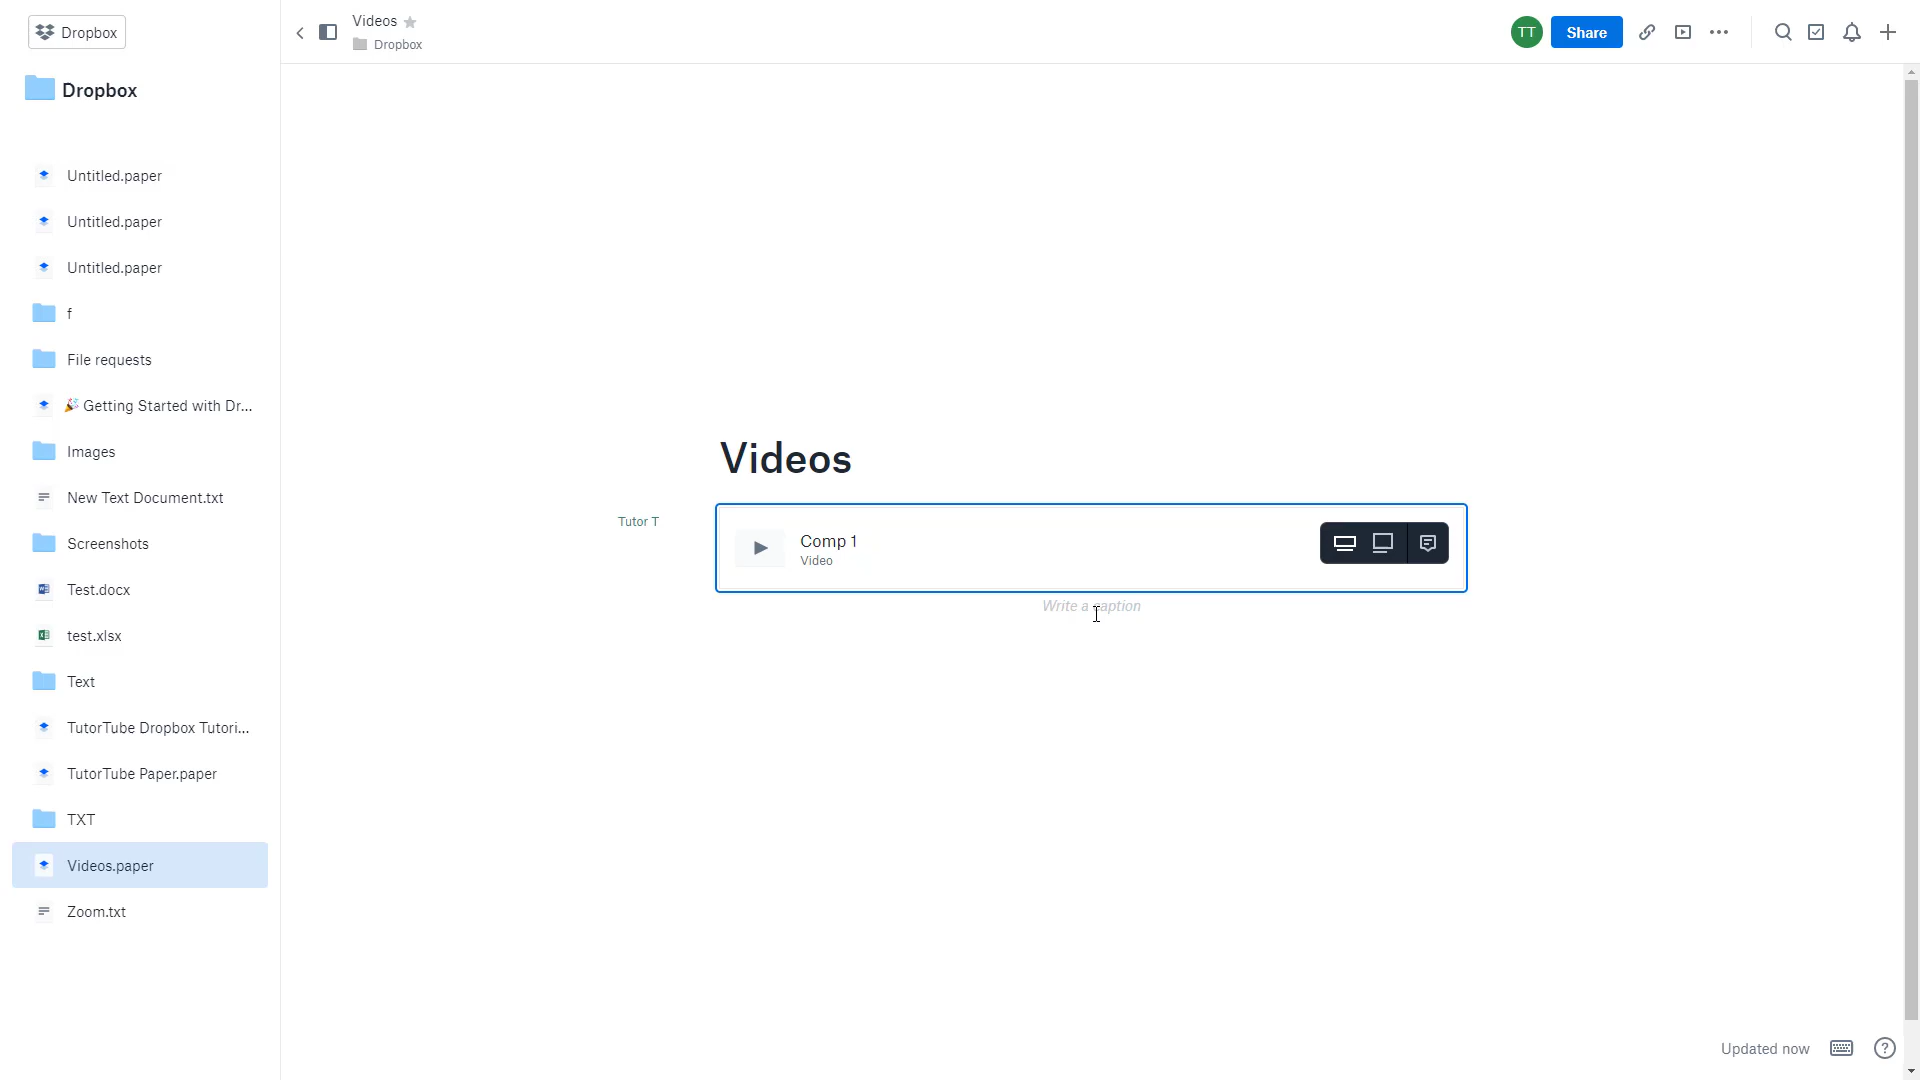 Dropbox
Dropbox
Untitled.paper
Untitled.paper
Untitled.paper
f
File requests
🎉 Getting Started with Dr...
Images
New Text Document.txt
Screenshots
Test.docx
test.xlsx
Text
TutorTube Dropbox Tutori...
TutorTube Paper.paper
TXT
Videos.paper
Zoom.txt
Videos
Dropbox
TT
Share
Videos
Tutor T
Comp 1
Video
Write a caption
Updated now